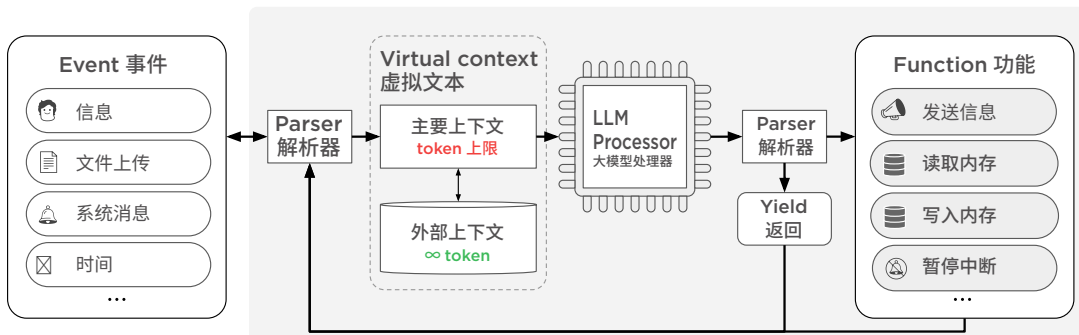 Event 事件
信息
文件上传
系统消息
时间
...
Parser
解析器
Virtual context
虚拟文本
主要上下文
token 上限
外部上下文
∞ token
LLM
Processor
大模型处理器
Parser
解析器
Yield
返回
Function 功能
发送信息
读取内存
写入内存
暂停中断
...